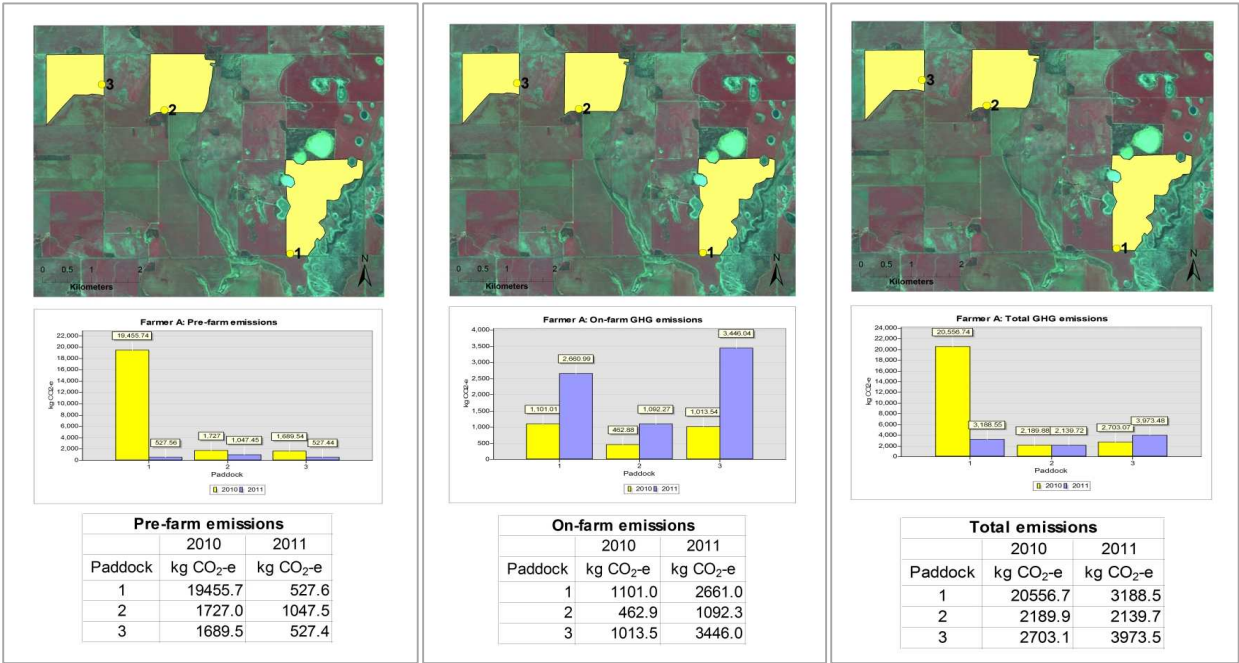 3
2
1
0 0.5 1 2
Kilometers
N
Farmer A: Pre-farm emissions
kg CO2-e
22,000
20,000
18,000
16,000
14,000
12,000
10,000
8,000
6,000
4,000
2,000
0
19,455.74
527.56
1,727
1,047.45
1,689.54
527.44
1 2 3
Paddock
2010 2011
Pre-farm emissions
2010 2011
Paddock kg CO₂-e kg CO₂-e
1 19455.7 527.6
2 1727.0 1047.5
3 1689.5 527.4
3
2
1
0 0.5 1 2
Kilometers
N
Farmer A: On-farm GHG emissions
kg CO2-e
4,000
3,500
3,000
2,500
2,000
1,500
1,000
500
0
1,101.01
2,660.99
462.88
1,092.27
1,013.54
3,446.04
1 2 3
Paddock
2010 2011
On-farm emissions
2010 2011
Paddock kg CO₂-e kg CO₂-e
1 1101.0 2661.0
2 462.9 1092.3
3 1013.5 3446.0
3
2
1
0 0.5 1 2
Kilometers
N
Farmer A: Total GHG emissions
kg CO2-e
24,000
22,000
20,000
18,000
16,000
14,000
12,000
10,000
8,000
6,000
4,000
2,000
0
20,556.74
3,188.55
2,189.88
2,139.72
2,703.07
3,973.48
1 2 3
Paddock
2010 2011
Total emissions
2010 2011
Paddock kg CO₂-e kg CO₂-e
1 20556.7 3188.5
2 2189.9 2139.7
3 2703.1 3973.5